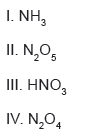 I. NH₃
II. N₂O₅
III. HNO₃
IV. N₂O₄